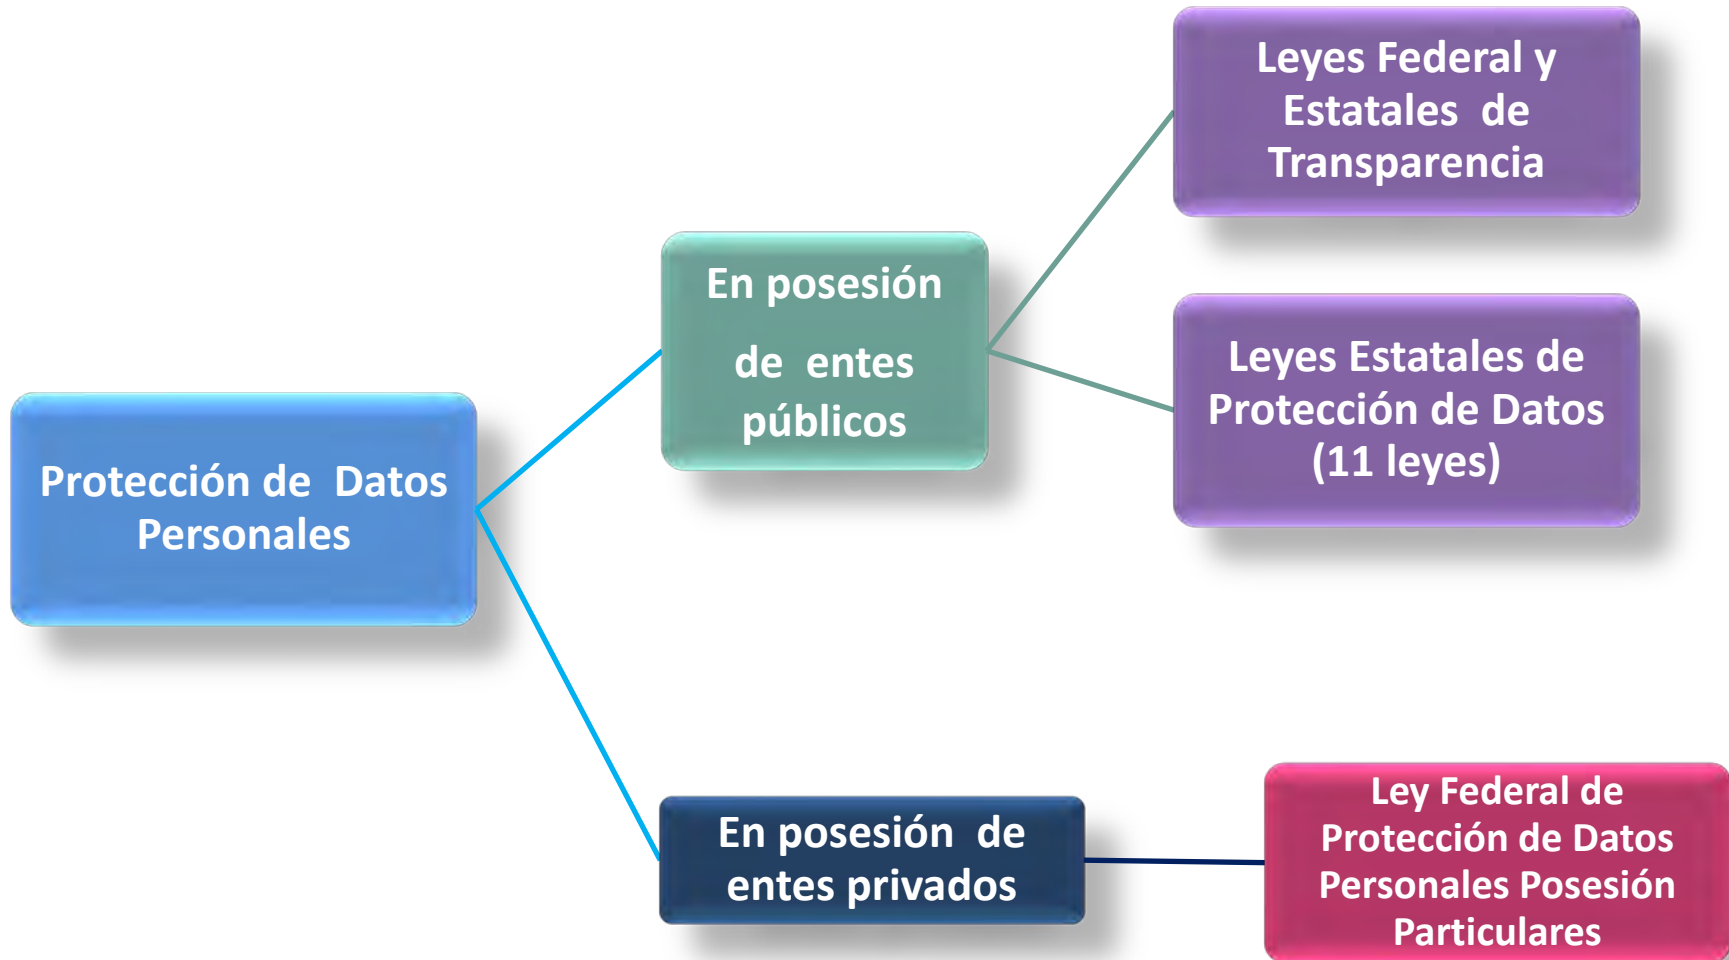 Protección de Datos
Personales
En posesión
de entes
públicos
Leyes Federal y
Estatales de
Transparencia
Leyes Estatales de
Protección de Datos
(11 leyes)
En posesión de
entes privados
Ley Federal de
Protección de Datos
Personales Posesión
Particulares